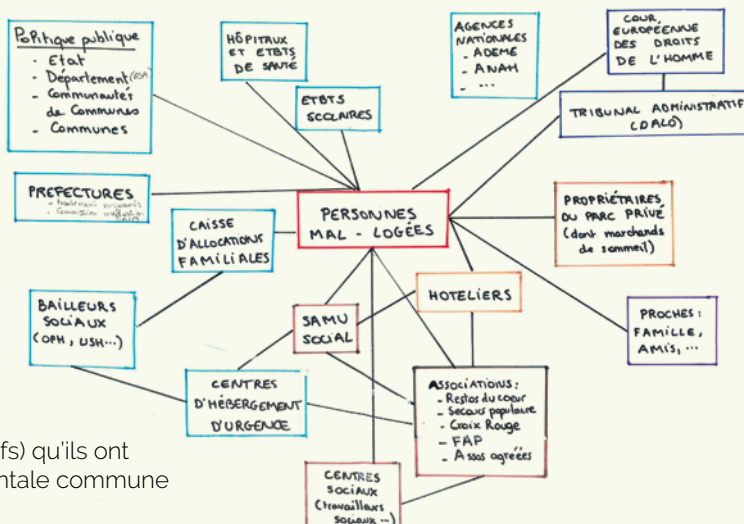 Politique publique
- Etat
- Département (RSA)
- Communautés
de Communes
- Communes
HÔPITAUX
ET ETBTS
DE SANTÉ
ETBTS
SCOLAIRES
AGENCES
NATIONALES
- ADEME
- ANAH
- ...
COUR
EUROPÉENNE
DES DROITS
DE L'HOMME
TRIBUNAL ADMINISTRATIF
(DALO)
PREFECTURES
PERSONNES
MAL-LOGÉES
CAISSE
D'ALLOCATIONS
FAMILIALES
PROPRIÉTAIRES
DU PARC PRIVÉ
(dont marchands
de sommeil)
BAILLEURS
SOCIAUX
(OPH, USH...)
SAMU
SOCIAL
HOTELIERS
PROCHES :
FAMILLE,
AMIS, ...
CENTRES
D'HÉBERGEMENT
D'URGENCE
ASSOCIATIONS :
- Restos du coeur
- Secours populaire
- Croix Rouge
- FAP
- Assos agréées
fs) qu'ils ont
ntale commune
CENTRES
SOCIAUX
(travailleurs
sociaux ...)